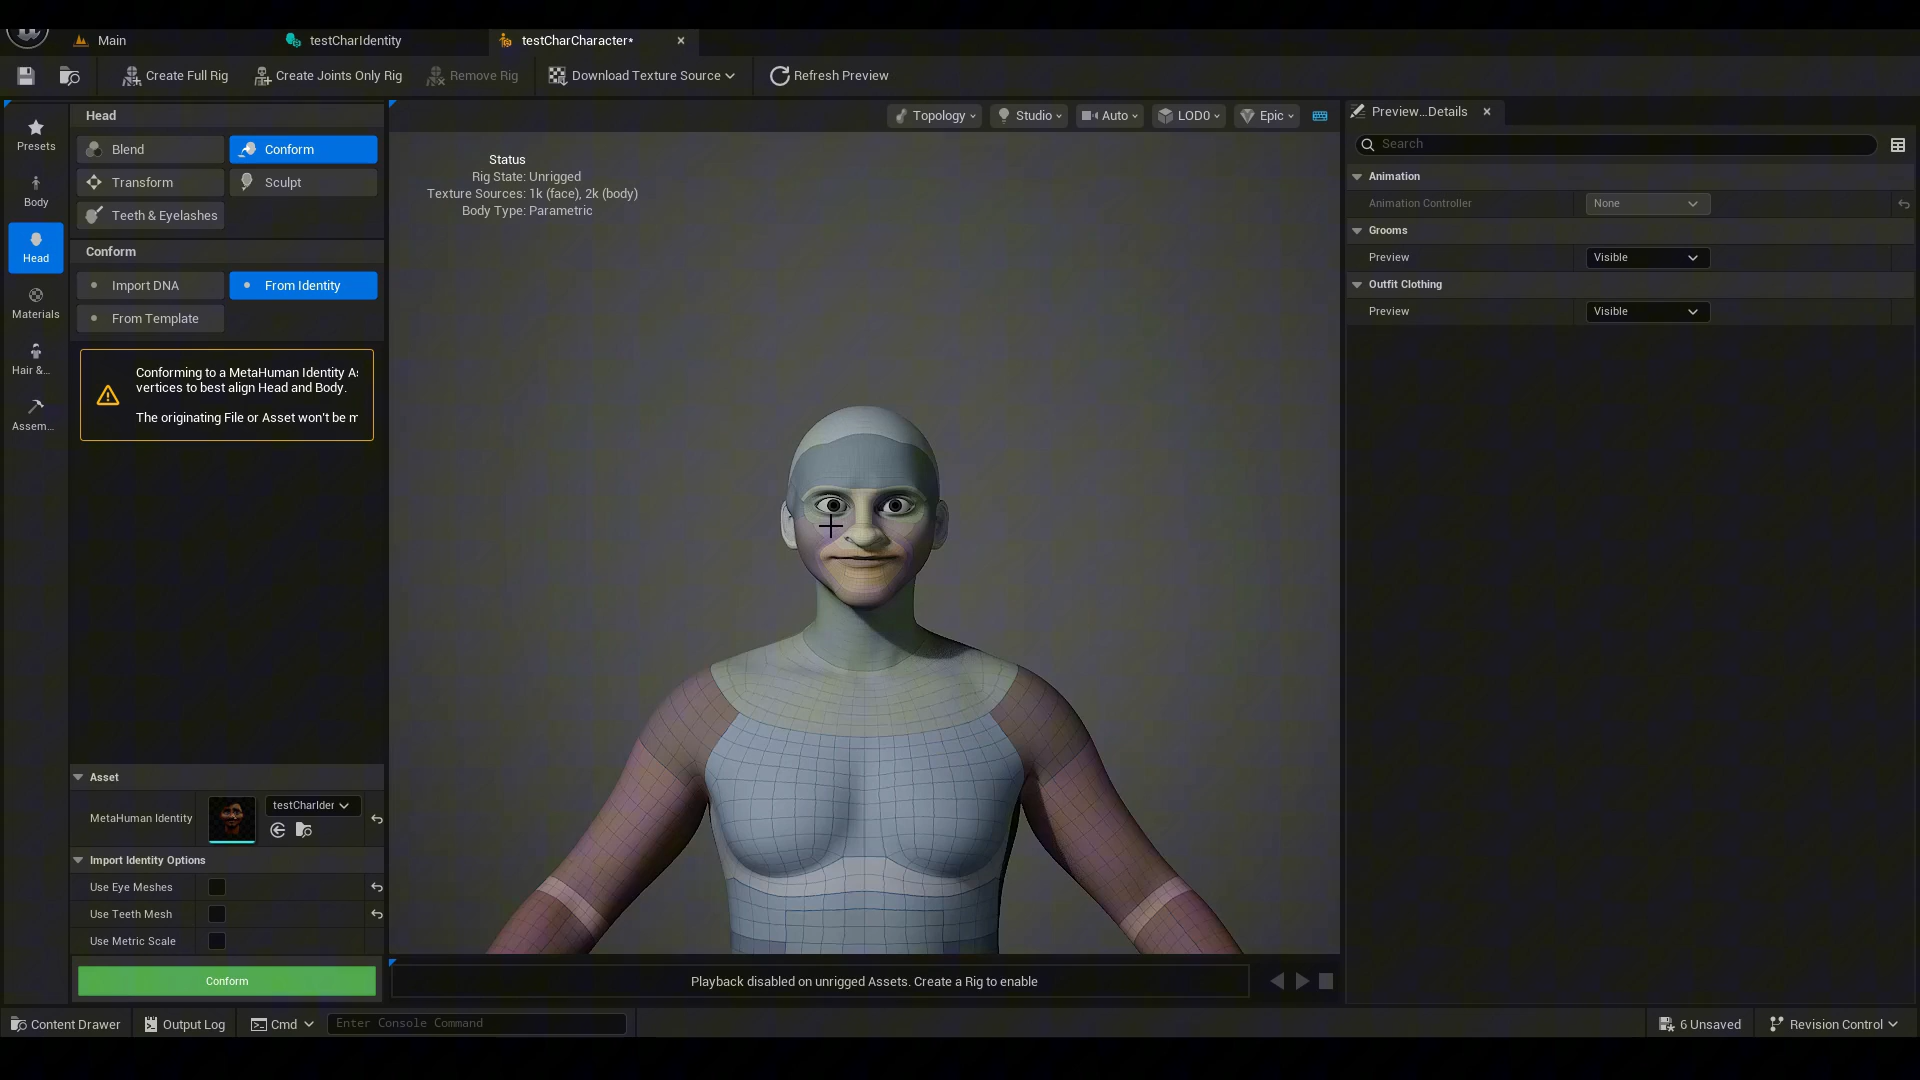 Main
testCharIdentity
testCharCharacter*
Create Full Rig
Create Joints Only Rig
Remove Rig
Download Texture Source
Refresh Preview
Presets
Body
Head
Materials
Hair &...
Assem...
Head
Blend
Conform
Transform
Sculpt
Teeth & Eyelashes
Conform
Import DNA
From Identity
From Template
Conforming to a MetaHuman Identity As
vertices to best align Head and Body.
The originating File or Asset won't be m
Asset
MetaHuman Identity
testCharIder
Import Identity Options
Use Eye Meshes
Use Teeth Mesh
Use Metric Scale
Conform
Topology
Studio
Auto
LOD0
Epic
Status
Rig State: Unrigged
Texture Sources: 1k (face), 2k (body)
Body Type: Parametric
Playback disabled on unrigged Assets. Create a Rig to enable
Preview...Details
Search
Animation
Animation Controller
None
Grooms
Preview
Visible
Outfit Clothing
Preview
Visible
Content Drawer
Output Log
Cmd
Enter Console Command
6 Unsaved
Revision Control